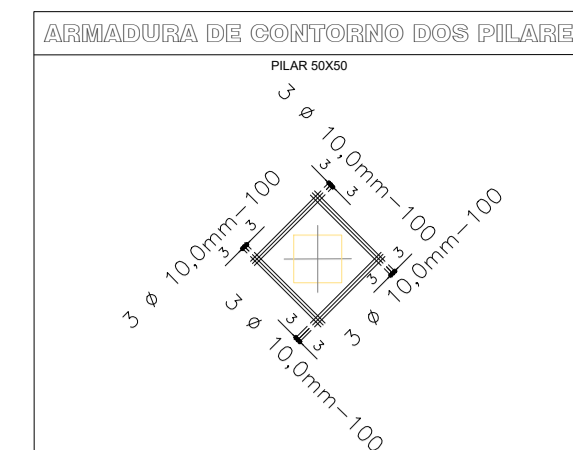 ARMADURA DE CONTORNO DOS PILARE
PILAR 50X50
3 ø 10,0mm-100
3 3
3 ø 10,0mm-100
3 3
3 ø 10,0mm-100
3 3
3 ø 10,0mm-100
3 3